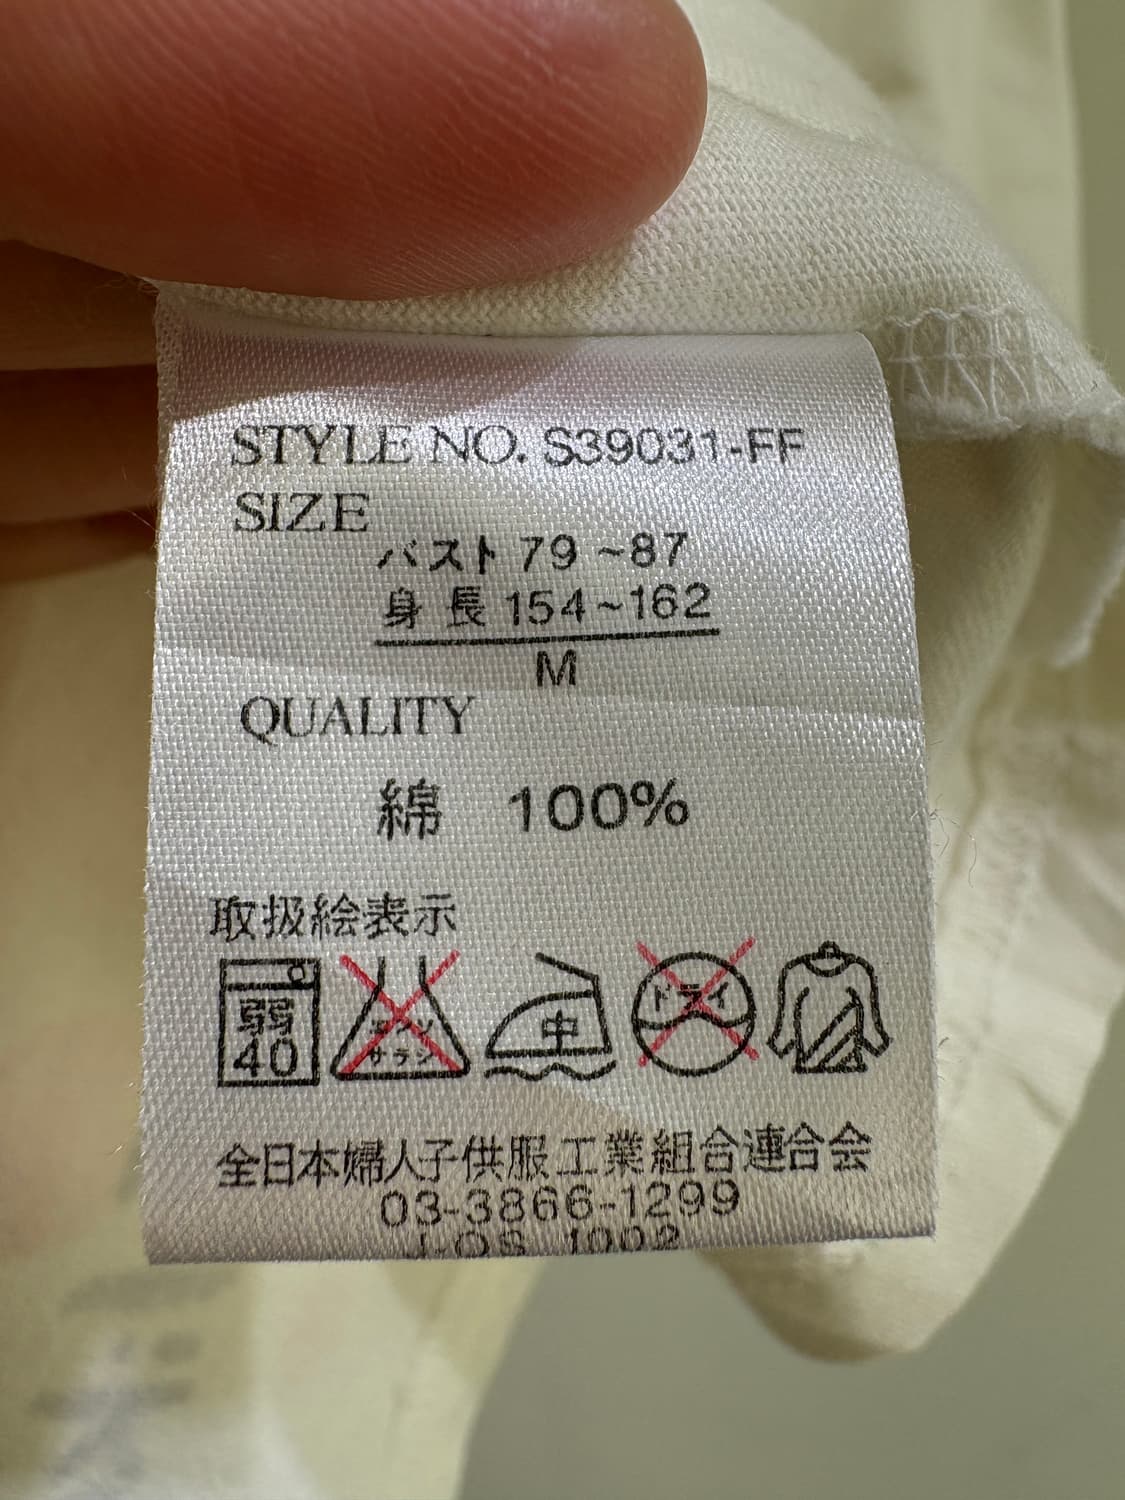 STYLE NO. S39031-FF
SIZE
バスト 79 ~87
身 長 154~162
M
QUALITY
綿 100%
取扱絵表示
弱
40
エンソ
サラシ
中
ドライ
全日本婦人子供服工業組合連合会
03-3866-1299
J-QS 1002